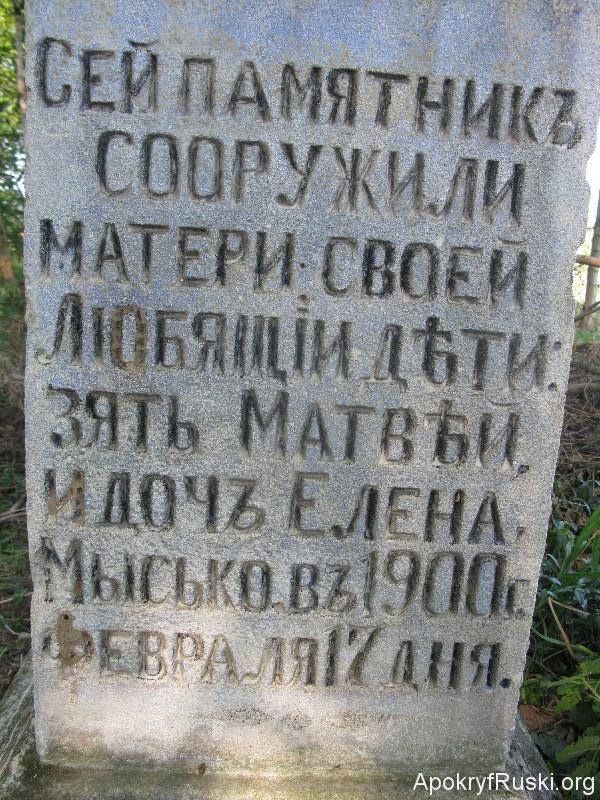 Сей памятникъ
сооружили
матери своей
любящіи дѣти:
зять Матвѣй,
и дочъ Елена,
Мысько. въ 1900 г.
февраля 17 дня.
ApokryfRuski.org